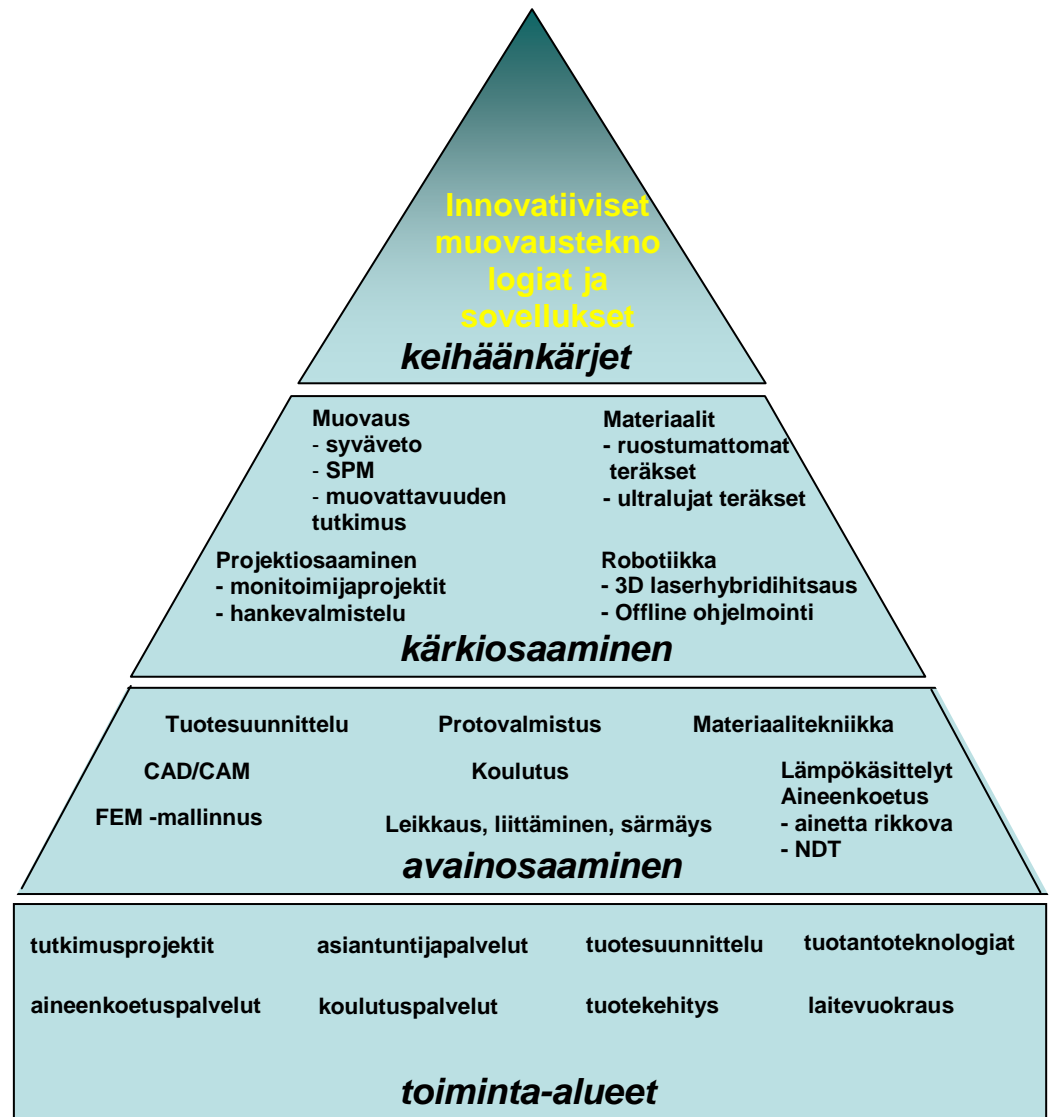 Innovatiiviset
muovaustekno
logiat ja
sovellukset
keihäänkärjet
Muovaus
- syväveto
- SPM
- muovattavuuden
tutkimus
Materiaalit
- ruostumattomat
teräkset
- ultralujat teräkset
Projektiosaaminen
- monitoimijaprojektit
- hankevalmistelu
Robotiikka
- 3D laserhybridihitsaus
- Offline ohjelmointi
kärkiosaaminen
Tuotesuunnittelu
Protovalmistus
Materiaalitekniikka
CAD/CAM
Koulutus
Lämpökäsittelyt
Aineenkoetus
- ainetta rikkova
- NDT
FEM -mallinnus
Leikkaus, liittäminen, särmäys
avainosaaminen
tutkimusprojektit
asiantuntijapalvelut
tuotesuunnittelu
tuotantoteknologiat
aineenkoetuspalvelut
koulutuspalvelut
tuotekehitys
laitevuokraus
toiminta-alueet